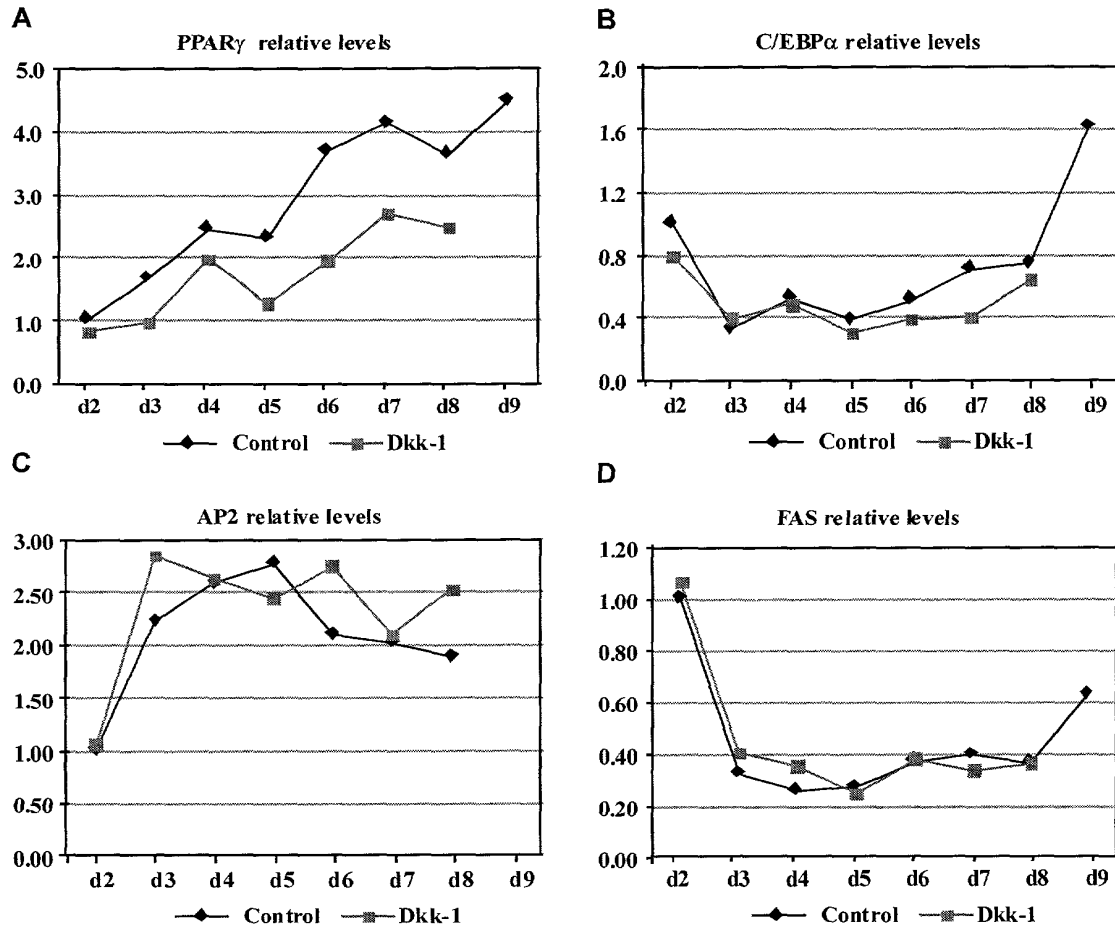 A
PPARγ relative levels
5.0
4.0
3.0
2.0
1.0
0.0
d2 d3 d4 d5 d6 d7 d8 d9
Control Dkk-1
B
C/EBPα relative levels
2.0
1.6
1.2
0.8
0.4
0.0
d2 d3 d4 d5 d6 d7 d8 d9
Control Dkk-1
C
AP2 relative levels
3.00
2.50
2.00
1.50
1.00
0.50
0.00
d2 d3 d4 d5 d6 d7 d8 d9
Control Dkk-1
D
FAS relative levels
1.20
1.00
0.80
0.60
0.40
0.20
0.00
d2 d3 d4 d5 d6 d7 d8 d9
Control Dkk-1